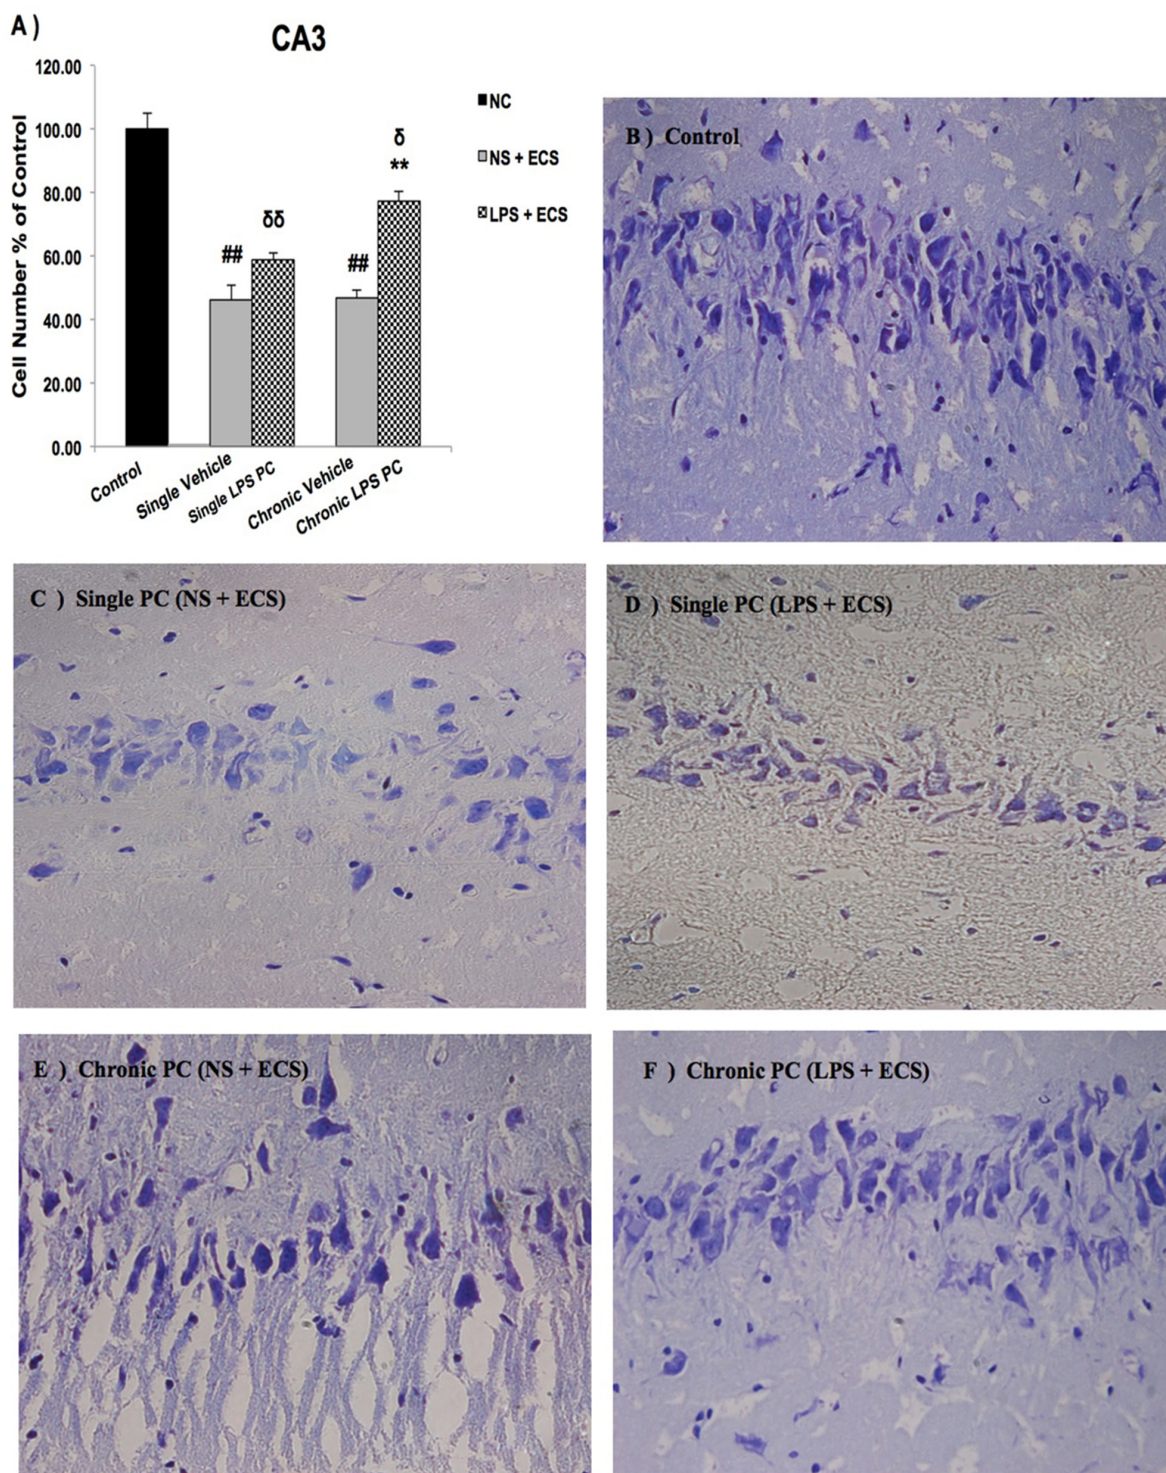 A )
CA3
120.00
100.00
80.00
60.00
40.00
20.00
0.00
Cell Number % of Control
##
δδ
##
δ
**
Control
Single Vehicle
Single LPS PC
Chronic Vehicle
Chronic LPS PC
NC
NS + ECS
LPS + ECS
B ) Control
C ) Single PC (NS + ECS)
D ) Single PC (LPS + ECS)
E ) Chronic PC (NS + ECS)
F ) Chronic PC (LPS + ECS)